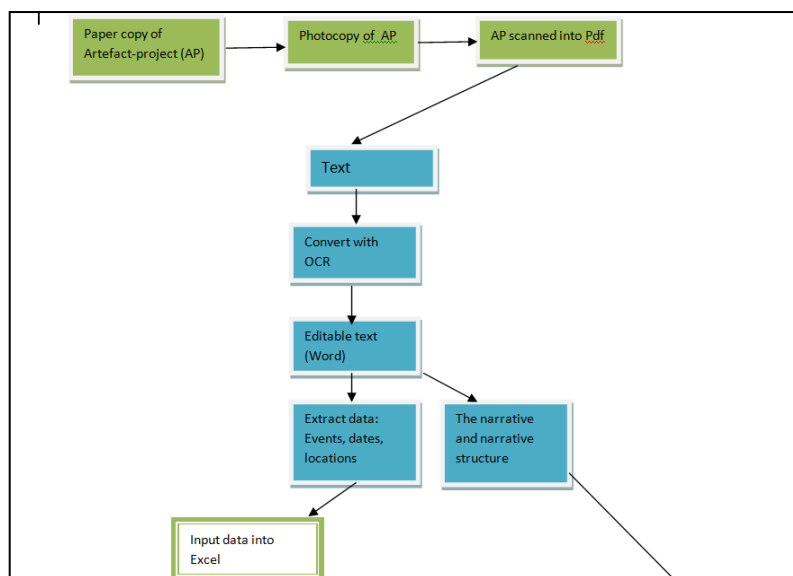 Paper copy of
Artefact-project (AP)
Photocopy of  AP
AP scanned into Pdf
Text
Convert with
OCR
Editable text
(Word)
Extract data:
Events, dates,
locations
The narrative
and narrative
structure
Input data into
Excel